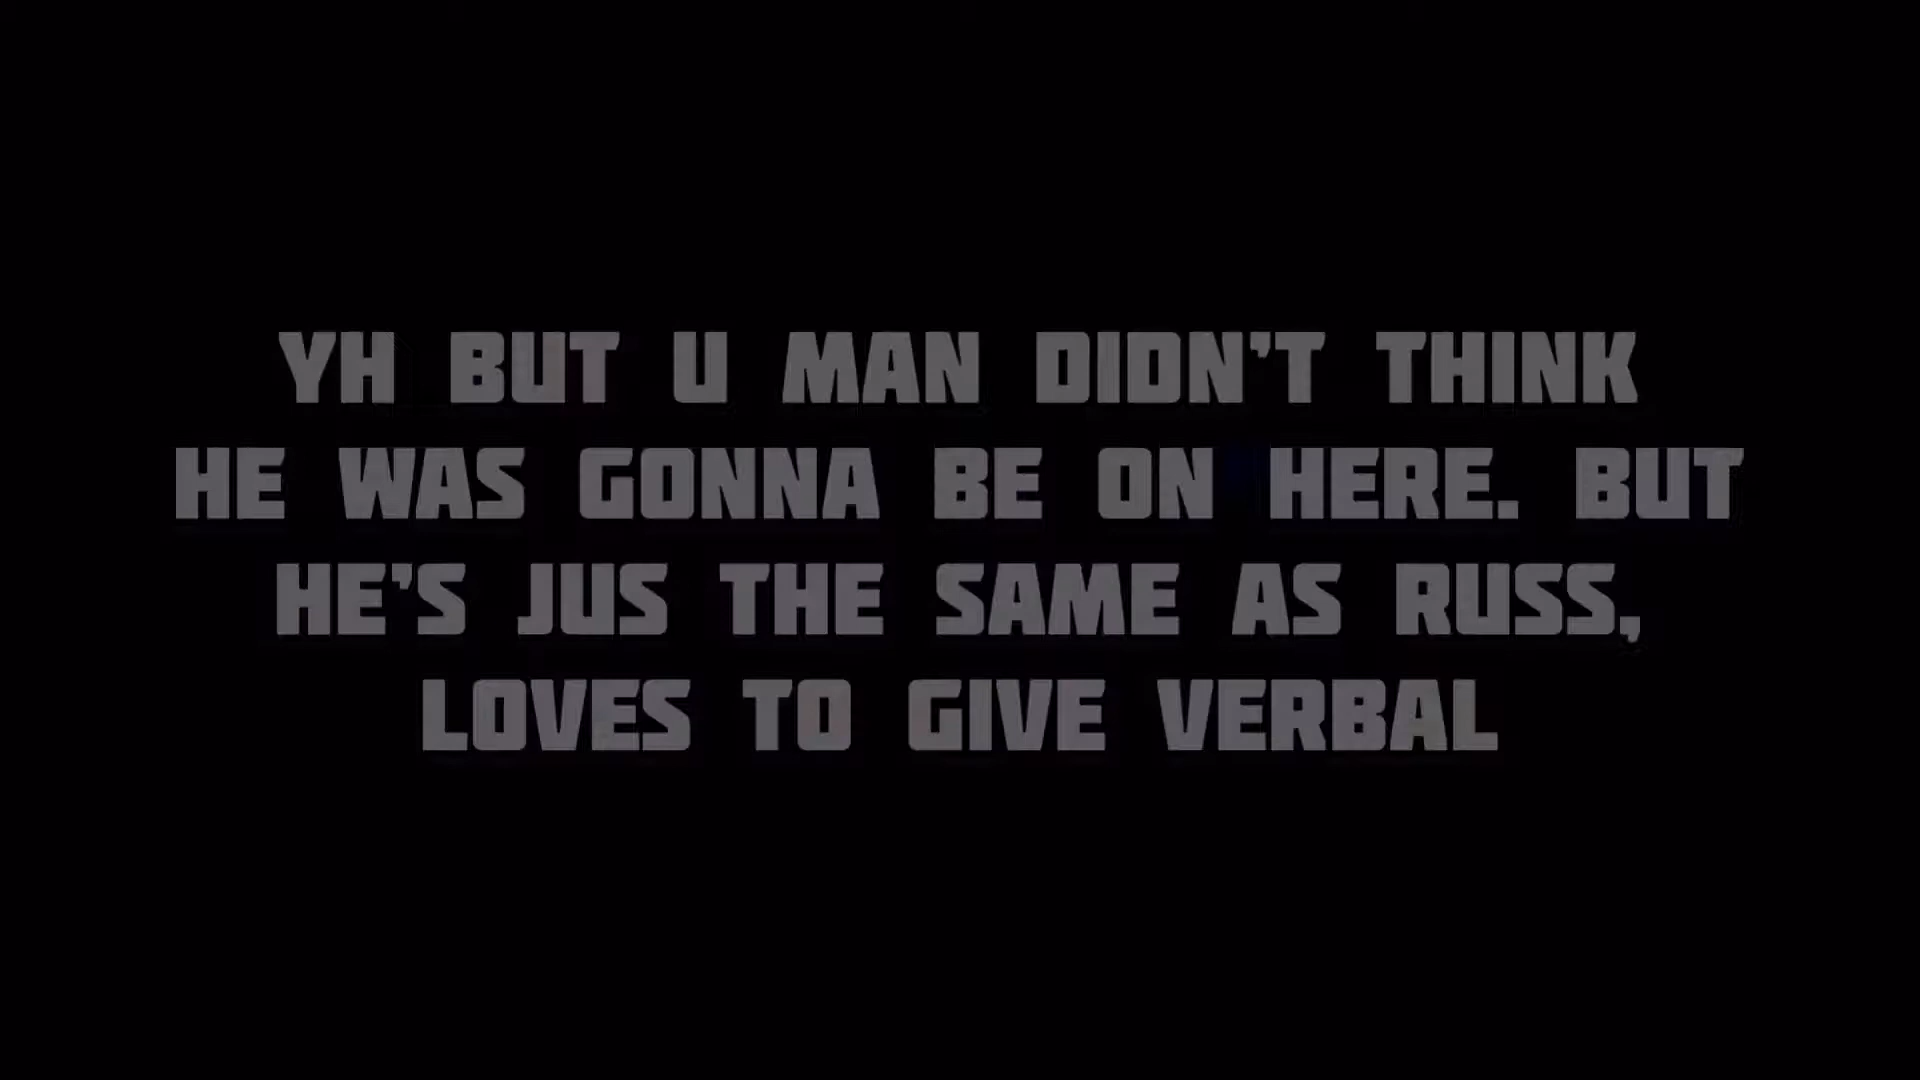 YH BUT U MAN DIDN'T THINK
HE WAS GONNA BE ON HERE. BUT
HE'S JUS THE SAME AS RUSS,
LOVES TO GIVE VERBAL